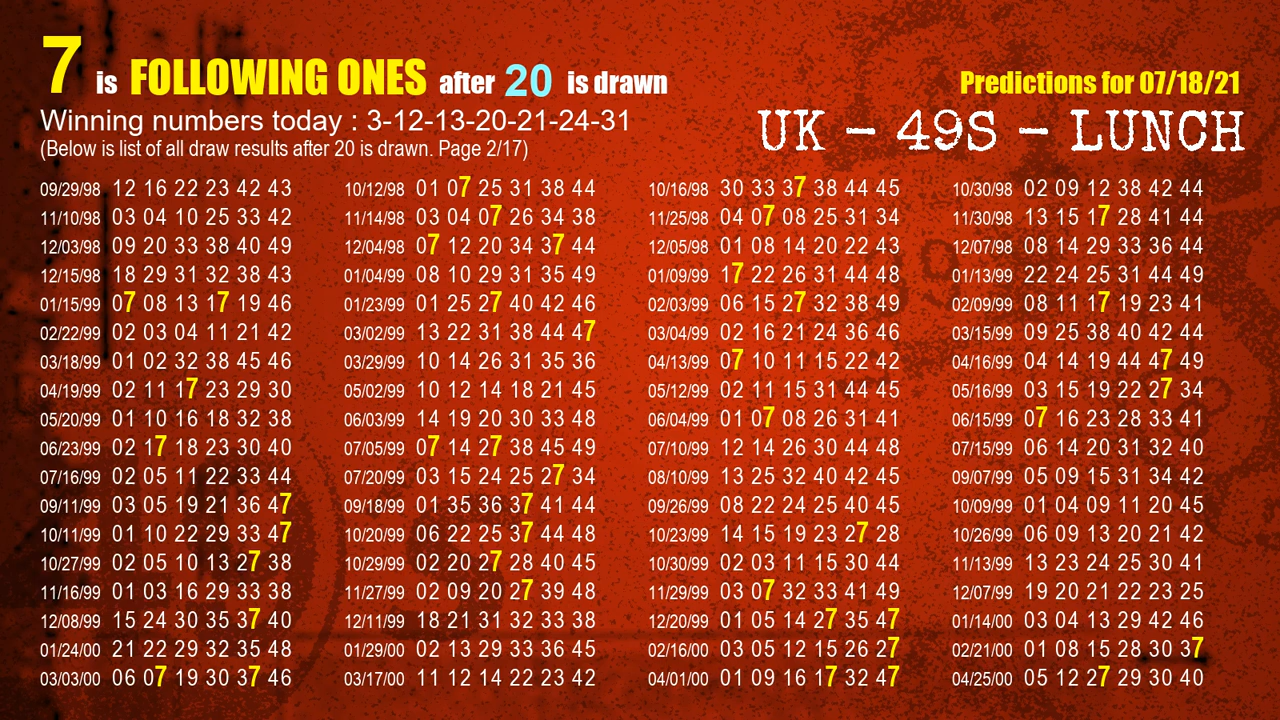 7 is FOLLOWING ONES after 20 is drawn
Predictions for 07/18/21
Winning numbers today : 3-12-13-20-21-24-31
UK - 49S - LUNCH
(Below is list of all draw results after 20 is drawn. Page 2/17)
09/29/98 12 16 22 23 42 43 10/12/98 01 07 25 31 38 44 10/16/98 30 33 37 38 44 45 10/30/98 02 09 12 38 42 44
11/10/98 03 04 10 25 33 42 11/14/98 03 04 07 26 34 38 11/25/98 04 07 08 25 31 34 11/30/98 13 15 17 28 41 44
12/03/98 09 20 33 38 40 49 12/04/98 07 12 20 34 37 44 12/05/98 01 08 14 20 22 43 12/07/98 08 14 29 33 36 44
12/15/98 18 29 31 32 38 43 01/04/99 08 10 29 31 35 49 01/09/99 17 22 26 31 44 48 01/13/99 22 24 25 31 44 49
01/15/99 07 08 13 17 19 46 01/23/99 01 25 27 40 42 46 02/03/99 06 15 27 32 38 49 02/09/99 08 11 17 19 23 41
02/22/99 02 03 04 11 21 42 03/02/99 13 22 31 38 44 47 03/04/99 02 16 21 24 36 46 03/15/99 09 25 38 40 42 44
03/18/99 01 02 32 38 45 46 03/29/99 10 14 26 31 35 36 04/13/99 07 10 11 15 22 42 04/16/99 04 14 19 44 47 49
04/19/99 02 11 17 23 29 30 05/02/99 10 12 14 18 21 45 05/12/99 02 11 15 31 44 45 05/16/99 03 15 19 22 27 34
05/20/99 01 10 16 18 32 38 06/03/99 14 19 20 30 33 48 06/04/99 01 07 08 26 31 41 06/15/99 07 16 23 28 33 41
06/23/99 02 17 18 23 30 40 07/05/99 07 14 27 38 45 49 07/10/99 12 14 26 30 44 48 07/15/99 06 14 20 31 32 40
07/16/99 02 05 11 22 33 44 07/20/99 03 15 24 25 27 34 08/10/99 13 25 32 40 42 45 09/07/99 05 09 15 31 34 42
09/11/99 03 05 19 21 36 47 09/18/99 01 35 36 37 41 44 09/26/99 08 22 24 25 40 45 10/09/99 01 04 09 11 20 45
10/11/99 01 10 22 29 33 47 10/20/99 06 22 25 37 44 48 10/23/99 14 15 19 23 27 28 10/26/99 06 09 13 20 21 42
10/27/99 02 05 10 13 27 38 10/29/99 02 20 27 28 40 45 10/30/99 02 03 11 15 30 44 11/13/99 13 23 24 25 30 41
11/16/99 01 03 16 29 33 38 11/27/99 02 09 20 27 39 48 11/29/99 03 07 32 33 41 49 12/07/99 19 20 21 22 23 25
12/08/99 15 24 30 35 37 40 12/11/99 18 21 31 32 33 38 12/20/99 01 05 14 27 35 47 01/14/00 03 04 39 42 42 46
01/24/00 21 22 29 32 35 48 01/29/00 02 13 29 33 36 45 02/16/00 03 05 12 15 26 27 02/21/00 01 08 15 28 30 37
03/03/00 06 07 19 30 37 46 03/17/00 11 12 14 22 23 42 04/01/00 01 09 16 17 32 47 04/25/00 05 12 27 29 30 40